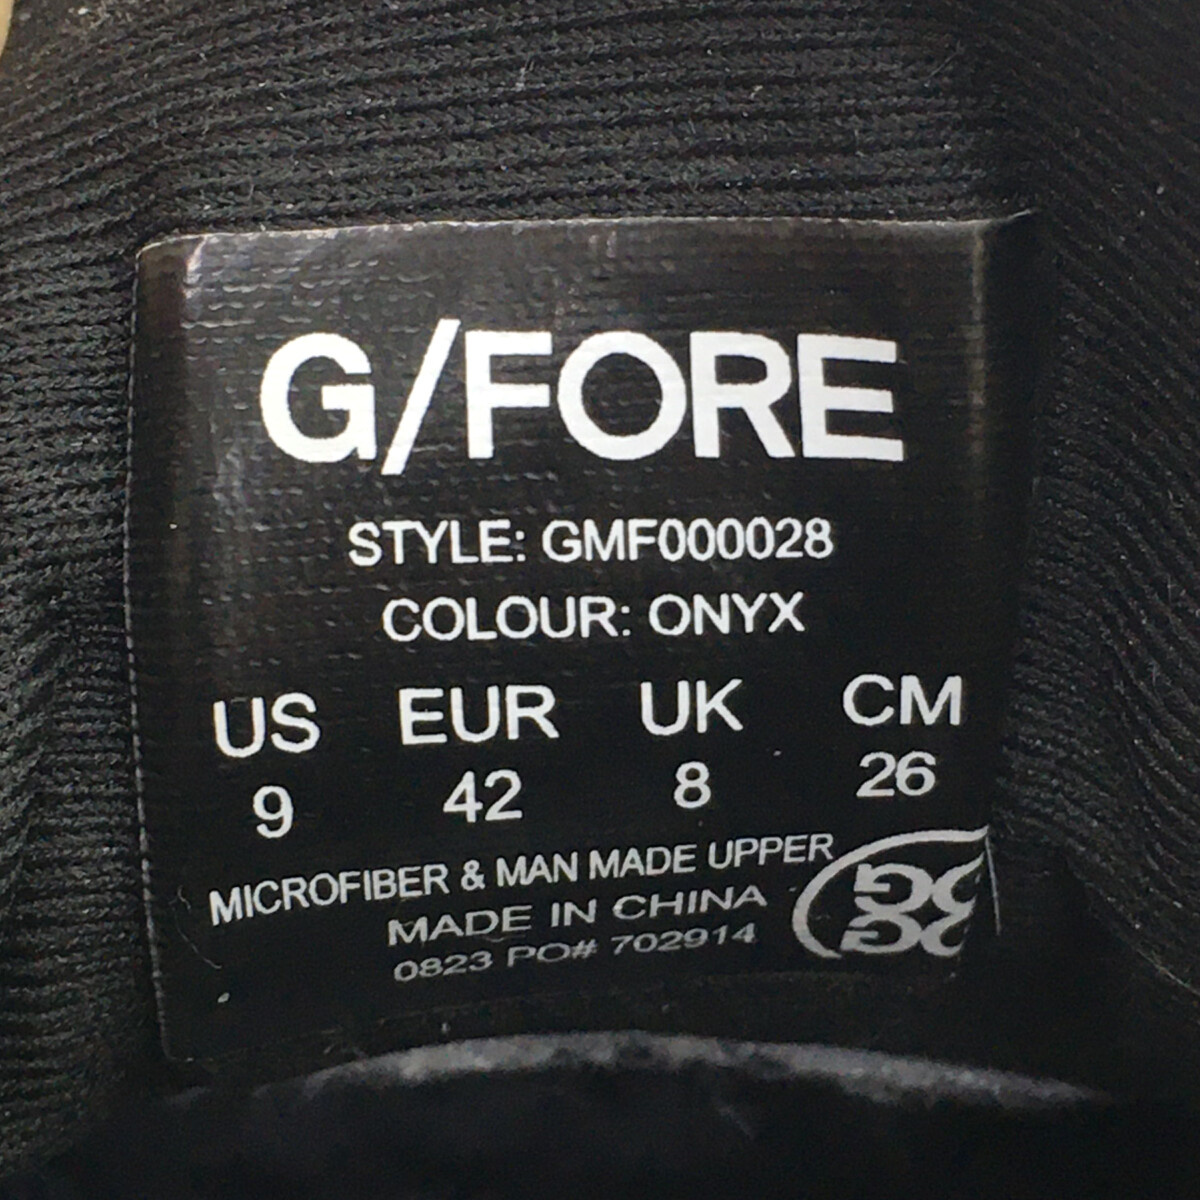 G/FORE
STYLE: GMF000028
COLOUR: ONYX
US EUR UK CM
9 42 8 26
MICROFIBER & MAN MADE UPPER
MADE IN CHINA
0823 PO# 702914